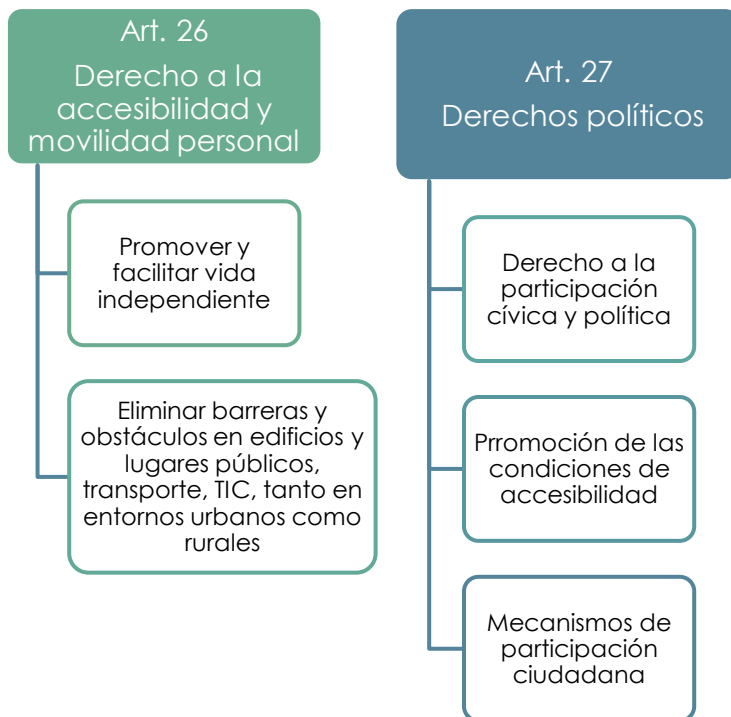 Art. 26
Derecho a la
accesibilidad y
movilidad personal
Promover y
facilitar vida
independiente
Eliminar barreras y
obstáculos en edificios y
lugares públicos,
transporte, TIC, tanto en
entornos urbanos como
rurales
Art. 27
Derechos políticos
Derecho a la
participación
cívica y política
Prromoción de las
condiciones de
accesibilidad
Mecanismos de
participación
ciudadana